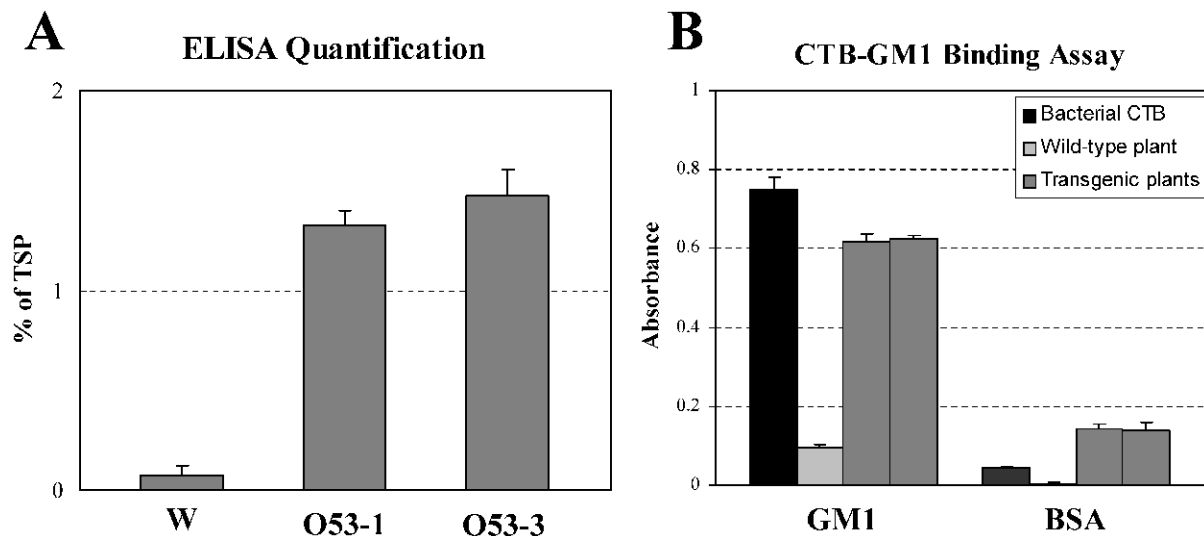 A
ELISA Quantification
% of TSP
2
1
0
W
O53-1
O53-3
B
CTB-GM1 Binding Assay
Absorbance
1
0.8
0.6
0.4
0.2
0
Bacterial CTB
Wild-type plant
Transgenic plants
GM1
BSA